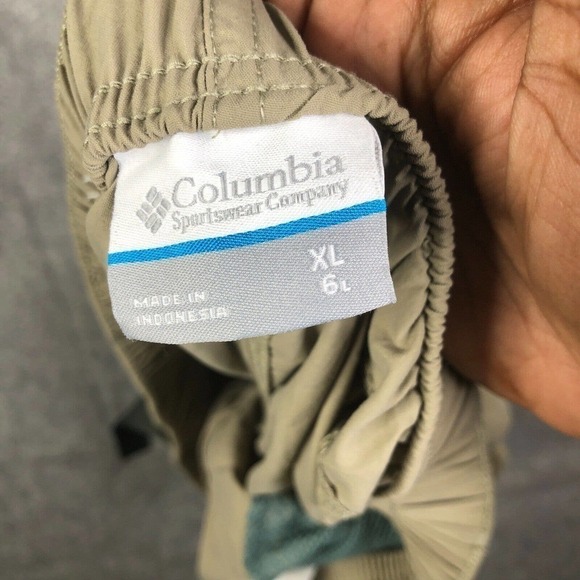 Columbia
Sportswear Company
XL
6L
MADE IN
INDONESIA